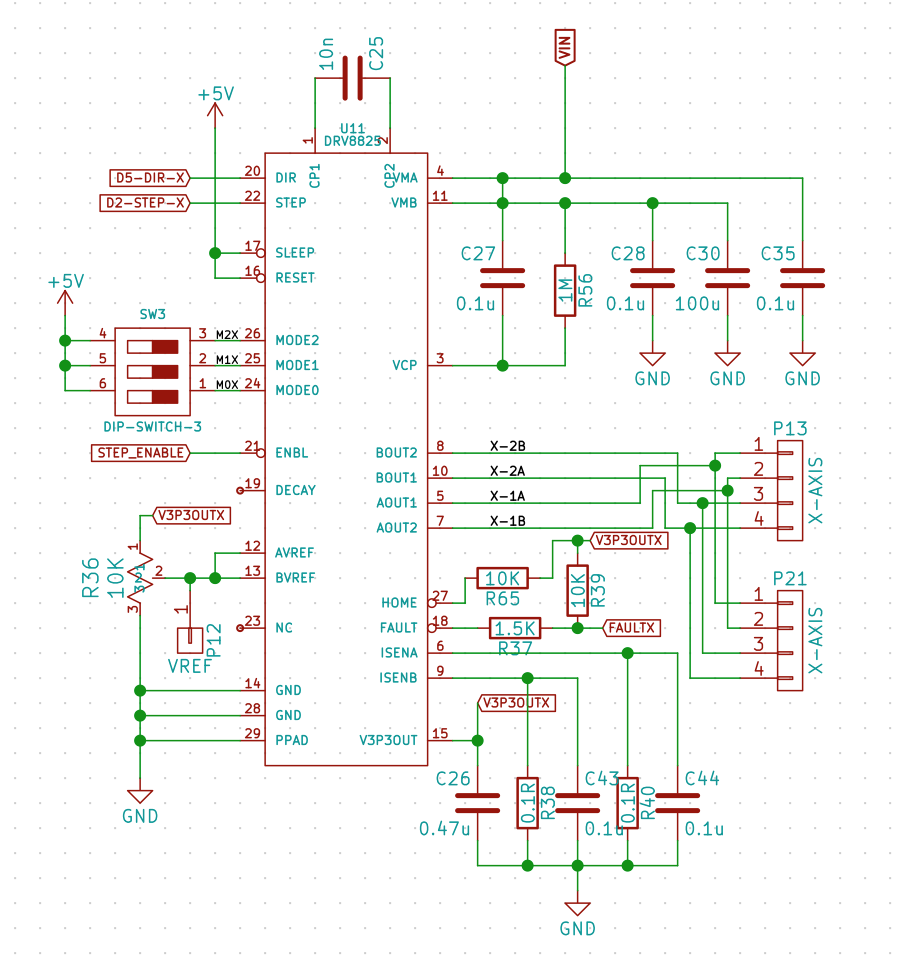 VIN
10n
C25
+5V
U11
DRV8825
1
CP1
2
CP2
D5-DIR-X
20
DIR
VMA
4
D2-STEP-X
22
STEP
VMB
11
17
SLEEP
16
RESET
C27
0.1u
1M
R56
C28
0.1u
C30
100u
C35
0.1u
+5V
SW3
4
3
M2X
26
MODE2
5
2
M1X
25
MODE1
6
1
M0X
24
MODE0
VCP
3
GND
GND
GND
DIP-SWITCH-3
STEP_ENABLE
21
ENBL
BOUT2
8
X-2B
19
DECAY
BOUT1
10
X-2A
AOUT1
5
X-1A
AOUT2
7
X-1B
P13
1
2
3
4
X-AXIS
V3P3OUTX
R36
10K
1
2
3
12
AVREF
13
BVREF
V3P3OUTX
10K
R65
10K
R39
HOME
27
1
P12
VREF
23
NC
FAULT
18
1.5K
R37
FAULTX
P21
1
2
3
4
X-AXIS
ISENA
6
ISENB
9
14
GND
28
GND
29
PPAD
V3P3OUTX
V3P3OUT
15
GND
C26
0.47u
0.1R
R38
C43
0.1u
0.1R
R40
C44
0.1u
GND